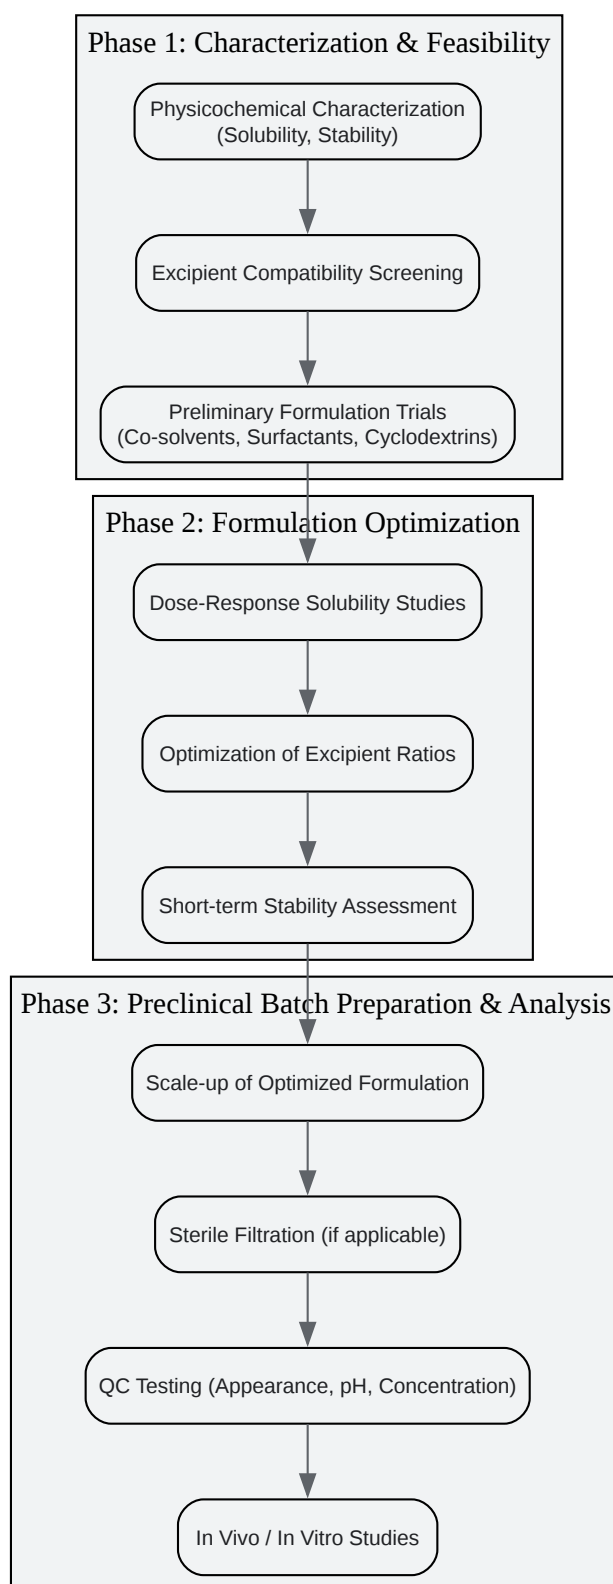 Phase 1: Characterization & Feasibility
Physicochemical Characterization
(Solubility, Stability)
Excipient Compatibility Screening
Preliminary Formulation Trials
(Co-solvents, Surfactants, Cyclodextrins)
Phase 2: Formulation Optimization
Dose-Response Solubility Studies
Optimization of Excipient Ratios
Short-term Stability Assessment
Phase 3: Preclinical Batch Preparation & Analysis
Scale-up of Optimized Formulation
Sterile Filtration (if applicable)
QC Testing (Appearance, pH, Concentration)
In Vivo / In Vitro Studies